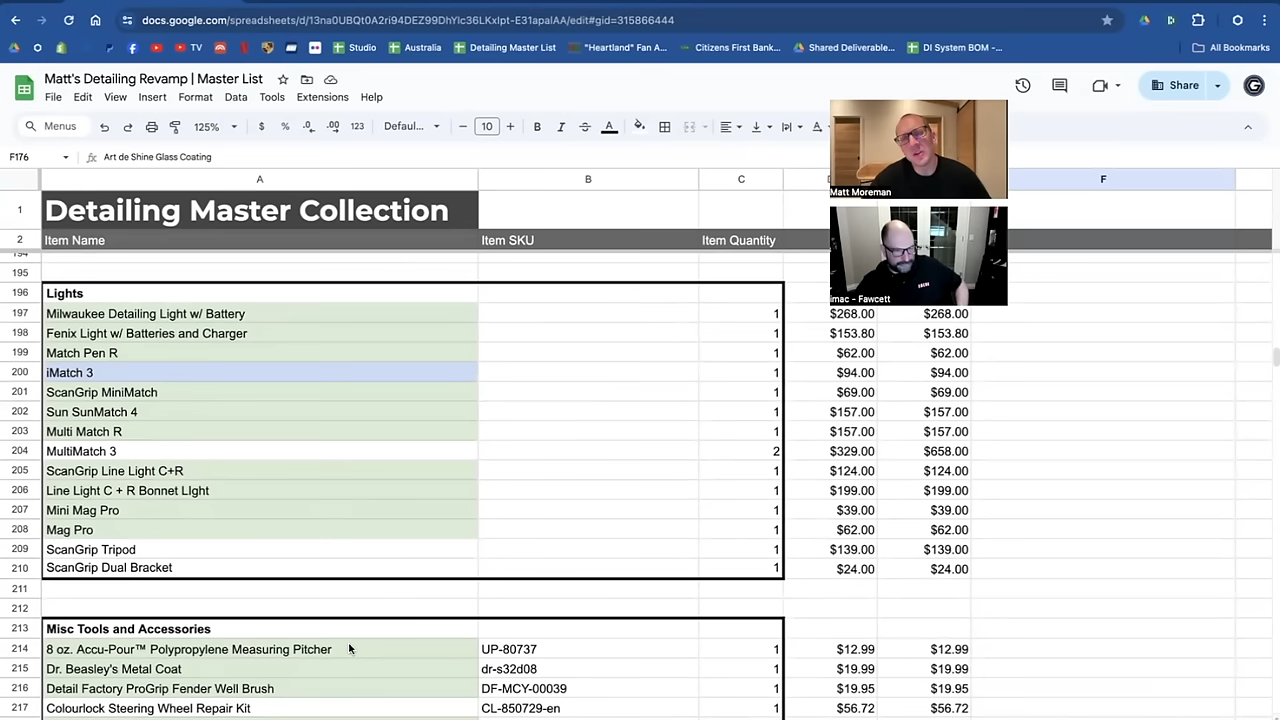 docs.google.com/spreadsheets/d/13na0UBQt0A2ri94DEZ99DhYlc36LKxIpt-E31apalAA/edit#gid=315866444
TV
Studio
Australia
Detailing Master List
"Heartland" Fan A...
Citizens First Bank...
Shared Deliverable...
DI System BOM -...
All Bookmarks
Matt's Detailing Revamp | Master List
File Edit View Insert Format Data Tools Extensions Help
Share
Menus
125%
$ % .0 .00 123
Defaul...
10
B I A
F176
fx Art de Shine Glass Coating
A B C F
1 Detailing Master Collection
2 Item Name Item SKU Item Quantity
Matt Moreman
imac - Fawcett
194
195
196 Lights
197 Milwaukee Detailing Light w/ Battery 1 $268.00 $268.00
198 Fenix Light w/ Batteries and Charger 1 $153.80 $153.80
199 Match Pen R 1 $62.00 $62.00
200 iMatch 3 1 $94.00 $94.00
201 ScanGrip MiniMatch 1 $69.00 $69.00
202 Sun SunMatch 4 1 $157.00 $157.00
203 Multi Match R 1 $157.00 $157.00
204 MultiMatch 3 2 $329.00 $658.00
205 ScanGrip Line Light C+R 1 $124.00 $124.00
206 Line Light C + R Bonnet LIght 1 $199.00 $199.00
207 Mini Mag Pro 1 $39.00 $39.00
208 Mag Pro 1 $62.00 $62.00
209 ScanGrip Tripod 1 $139.00 $139.00
210 ScanGrip Dual Bracket 1 $24.00 $24.00
211
212
213 Misc Tools and Accessories
214 8 oz. Accu-Pour™ Polypropylene Measuring Pitcher UP-80737 1 $12.99 $12.99
215 Dr. Beasley's Metal Coat dr-s32d08 1 $19.99 $19.99
216 Detail Factory ProGrip Fender Well Brush DF-MCY-00039 1 $19.95 $19.95
217 Colourlock Steering Wheel Repair Kit CL-850729-en 1 $56.72 $56.72